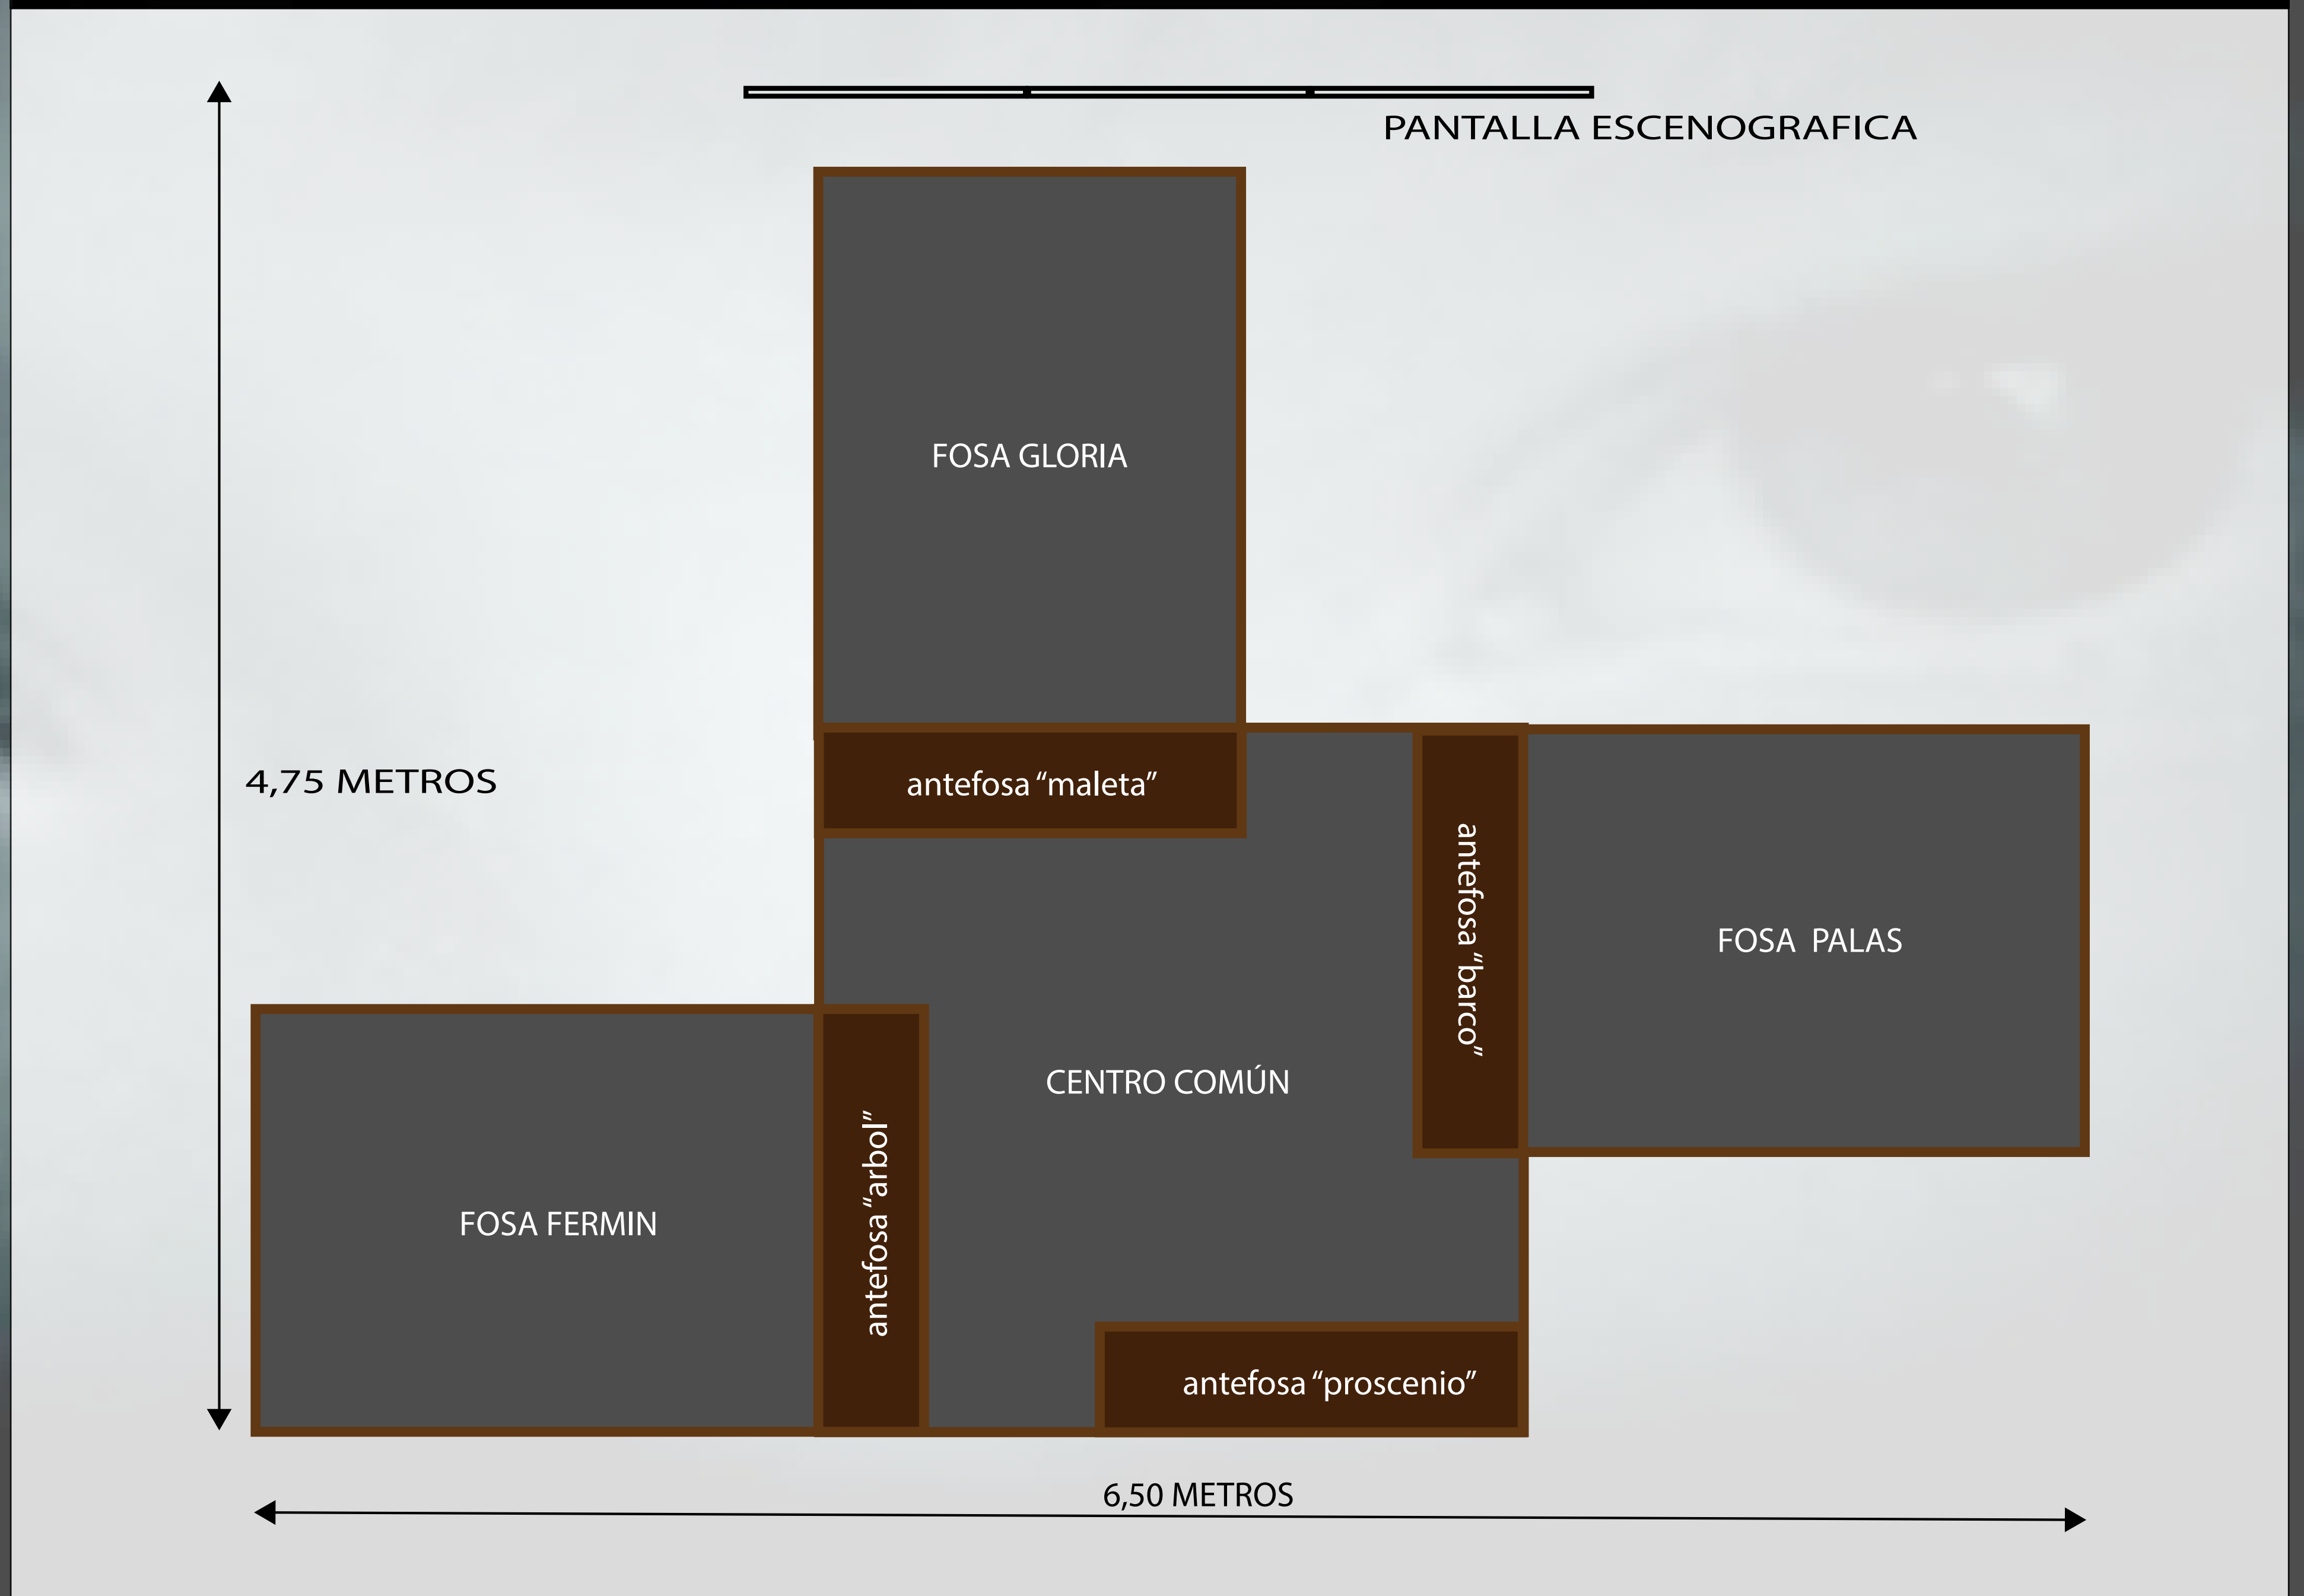 PANTALLA ESCENOGRAFICA
FOSA GLORIA
4,75 METROS
antefosa “maleta”
antefosa “barco”
FOSA PALAS
CENTRO COMÚN
FOSA FERMIN
antefosa “arbol”
antefosa “proscenio”
6,50 METROS